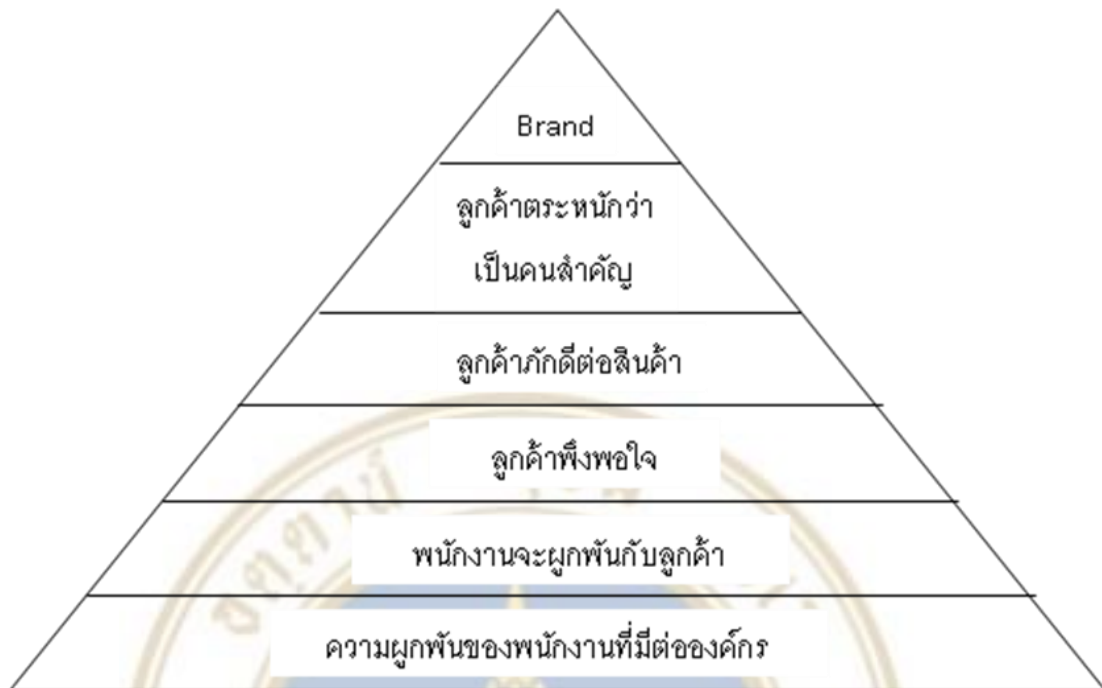 Brand
ลูกค้าตระหนักว่า
เป็นคนสำคัญ
ลูกค้าภักดีต่อสินค้า
ลูกค้าพึงพอใจ
พนักงานจะผูกพันกับลูกค้า
ความผูกพันของพนักงานที่มีต่อองค์กร